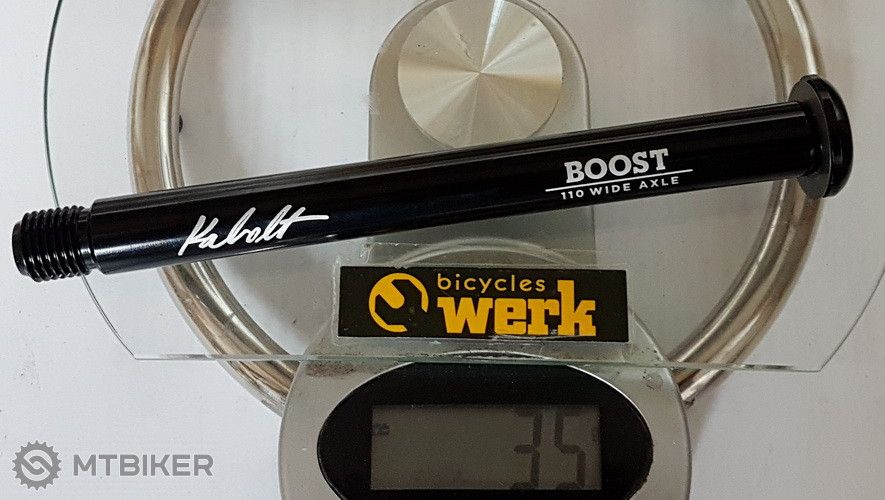 BOOST
110 WIDE AXLE
Kabolt
bicycles
werk
35
MTBIKER